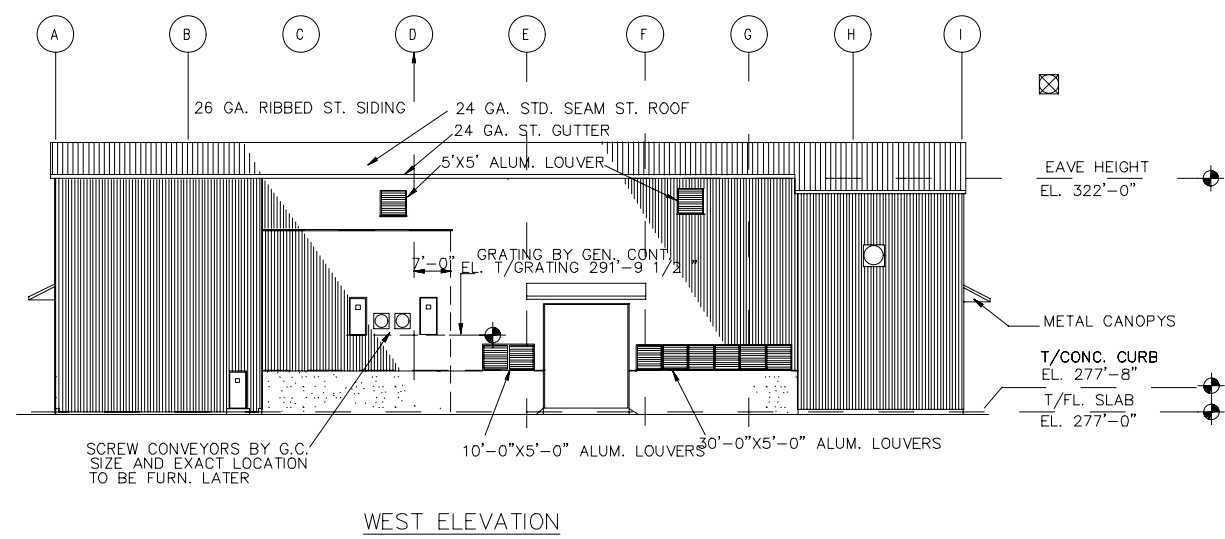 A
B
C
D
E
F
G
H
I
26 GA. RIBBED ST. SIDING
24 GA. STD. SEAM ST. ROOF
24 GA. ST. GUTTER
5'X5' ALUM. LOUVER
EAVE HEIGHT
EL. 322'-0"
GRATING BY GEN. CONT.
7'-0"
EL. T/GRATING 291'-9 1/2 "
METAL CANOPYS
T/CONC. CURB
EL. 277'-8"
T/FL. SLAB
EL. 277'-0"
SCREW CONVEYORS BY G.C.
SIZE AND EXACT LOCATION
TO BE FURN. LATER
10'-0"X5'-0" ALUM. LOUVERS
30'-0"X5'-0" ALUM. LOUVERS
WEST ELEVATION